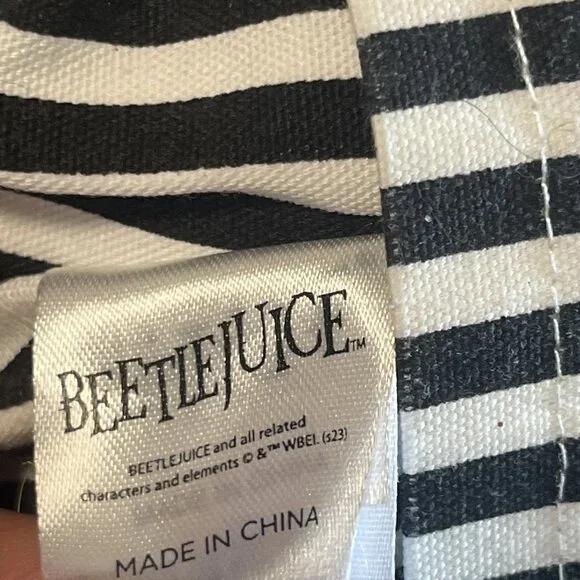 BEETLEJUICE™
BEETLEJUICE and all related
characters and elements © &™ WBEI. (s23)
MADE IN CHINA